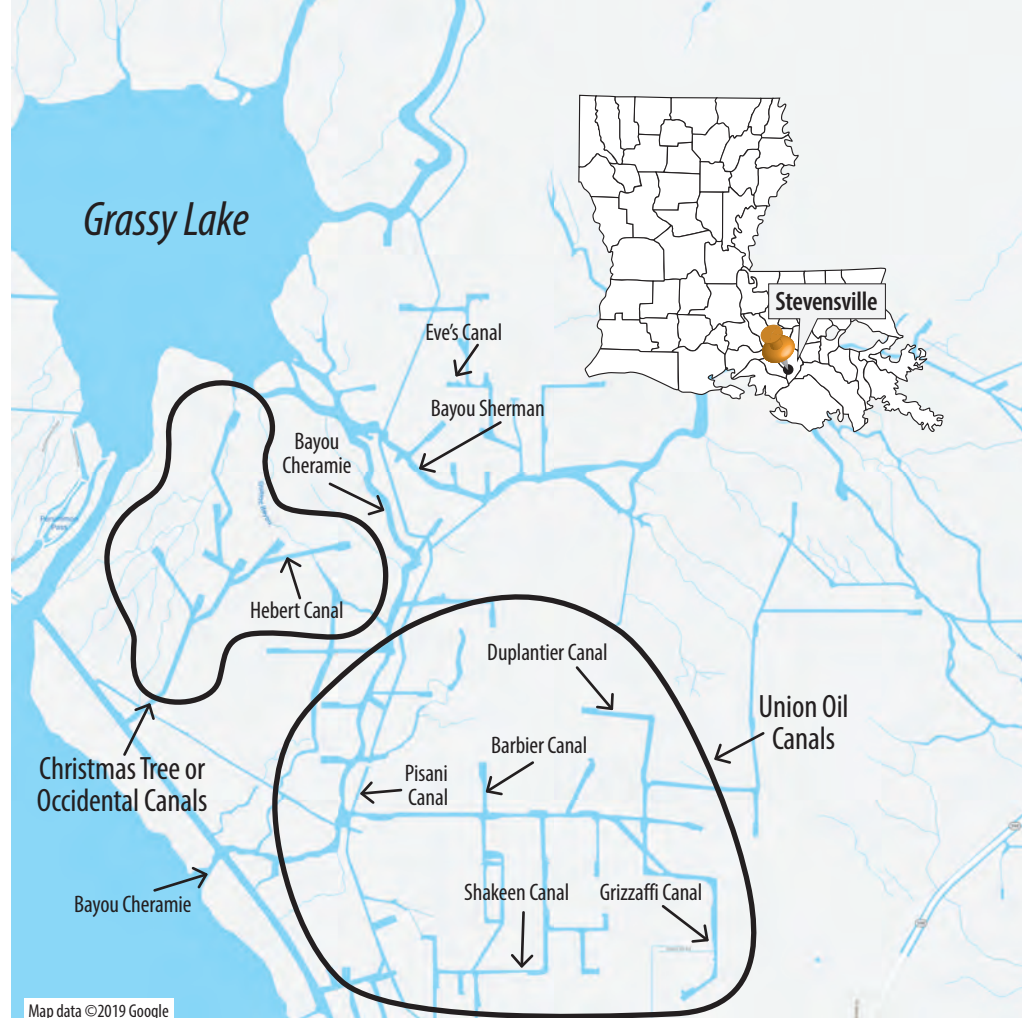 Grassy Lake
Stevensville
Eve's Canal
Bayou Sherman
Bayou
Cheramie
Hebert Canal
Duplantier Canal
Union Oil
Canals
Barbier Canal
Christmas Tree or
Occidental Canals
Pisani
Canal
Shakeen Canal
Grizzaffi Canal
Bayou Cheramie
Map data ©2019 Google